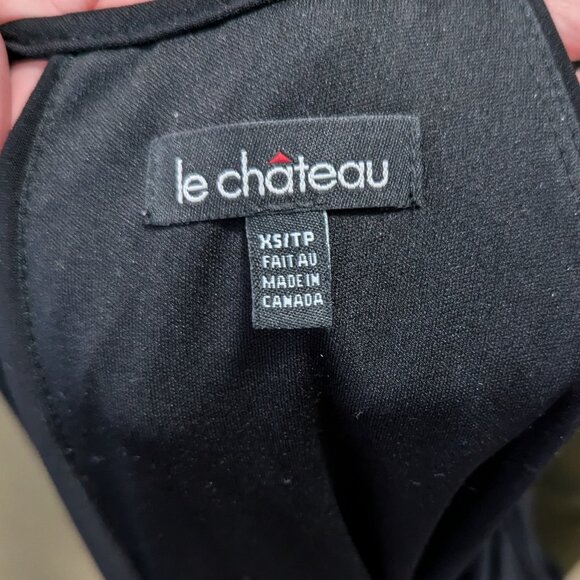 le château
XS/TP
FAIT AU
MADE IN
CANADA